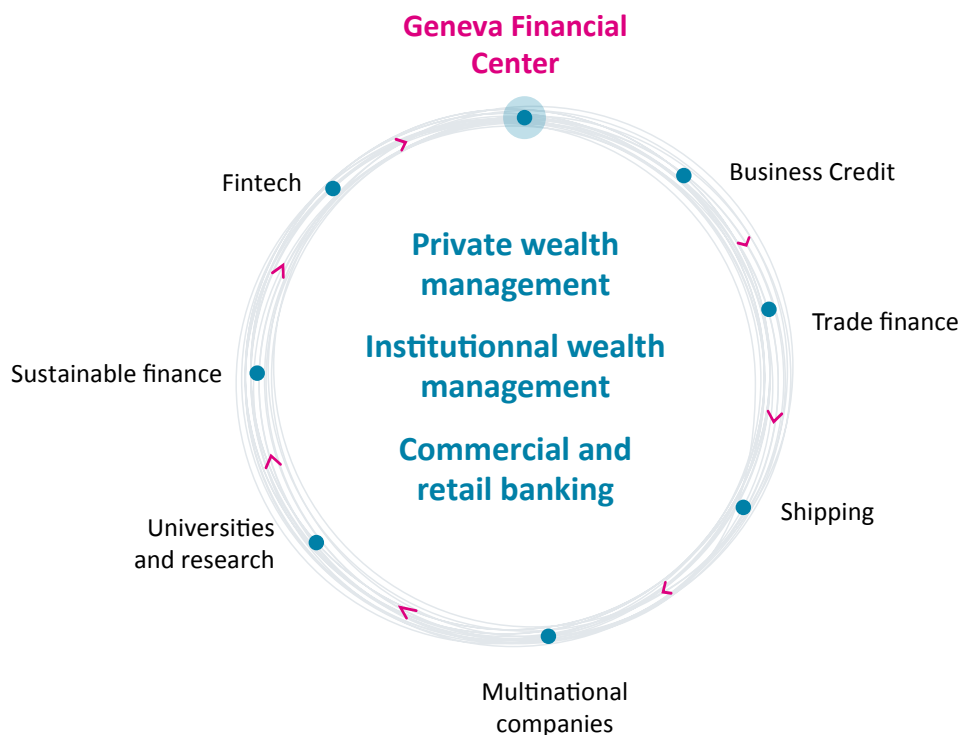 Geneva Financial
Center
Business Credit
Trade finance
Shipping
Multinational
companies
Universities
and research
Sustainable finance
Fintech
Private wealth
management
Institutionnal wealth
management
Commercial and
retail banking